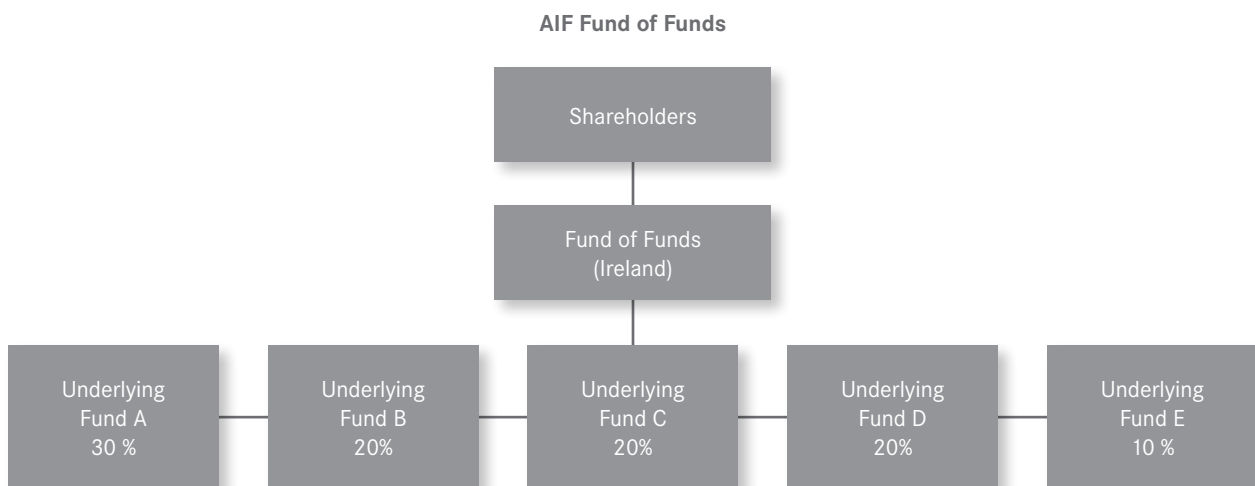 AIF Fund of Funds
Shareholders
Fund of Funds
(Ireland)
Underlying
Fund A
30 %
Underlying
Fund B
20%
Underlying
Fund C
20%
Underlying
Fund D
20%
Underlying
Fund E
10 %